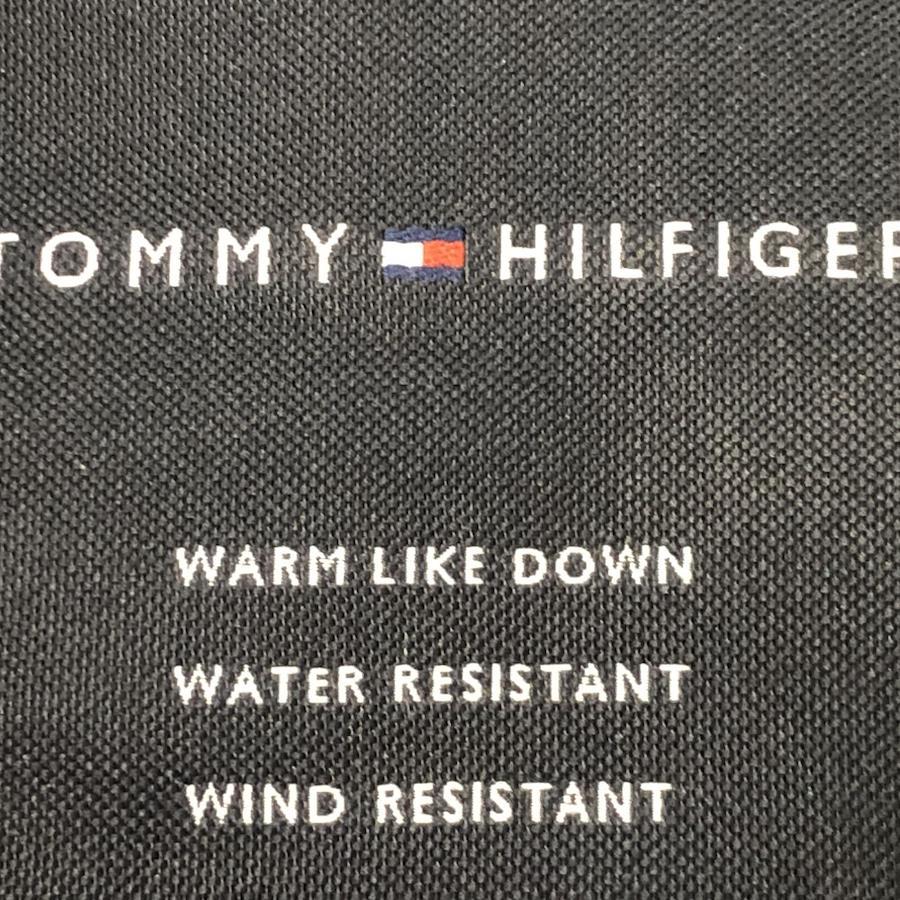 TOMMY HILFIGER
WARM LIKE DOWN
WATER RESISTANT
WIND RESISTANT